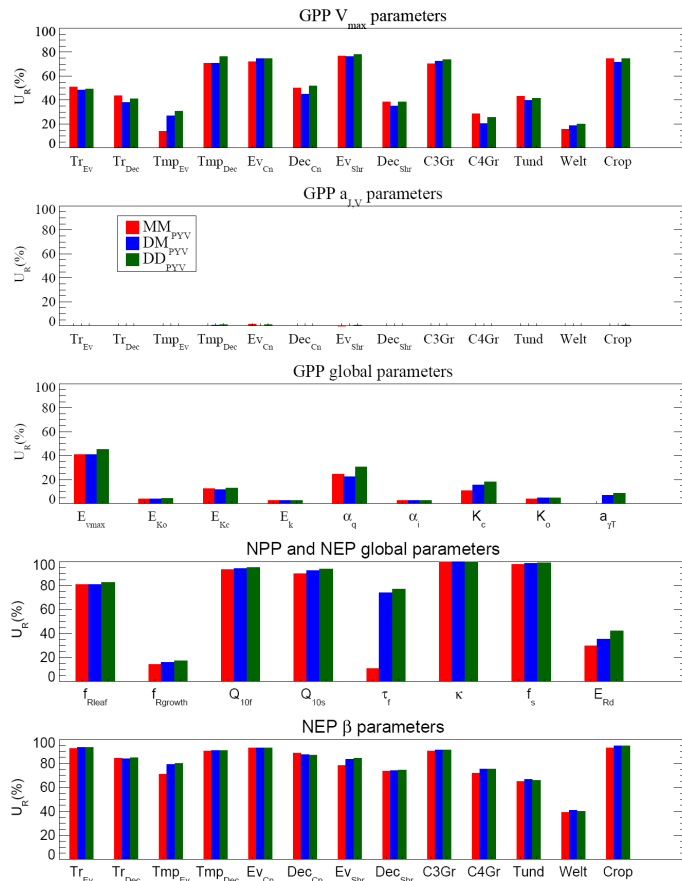 GPP Vmax parameters
100
80
60
40
20
0
UR(%)
TrEv TrDec TmpEv TmpDec EvCn DecCn EvShr DecShr C3Gr C4Gr Tund Welt Crop
GPP aJ,V parameters
100
80
60
40
20
0
UR(%)
MMPYV
DMPYV
DDPYV
TrEv TrDec TmpEv TmpDec EvCn DecCn EvShr DecShr C3Gr C4Gr Tund Welt Crop
GPP global parameters
100
80
60
40
20
0
UR(%)
Evmax EKo EKc Ek αq αi Kc Ko aγT
NPP and NEP global parameters
100
80
60
40
20
0
UR(%)
fRleaf fRgrowth Q10f Q10s τf κ fs ERd
NEP β parameters
100
80
60
40
20
0
UR(%)
TrEv TrDec TmpEv TmpDec EvCn DecCn EvShr DecShr C3Gr C4Gr Tund Welt Crop